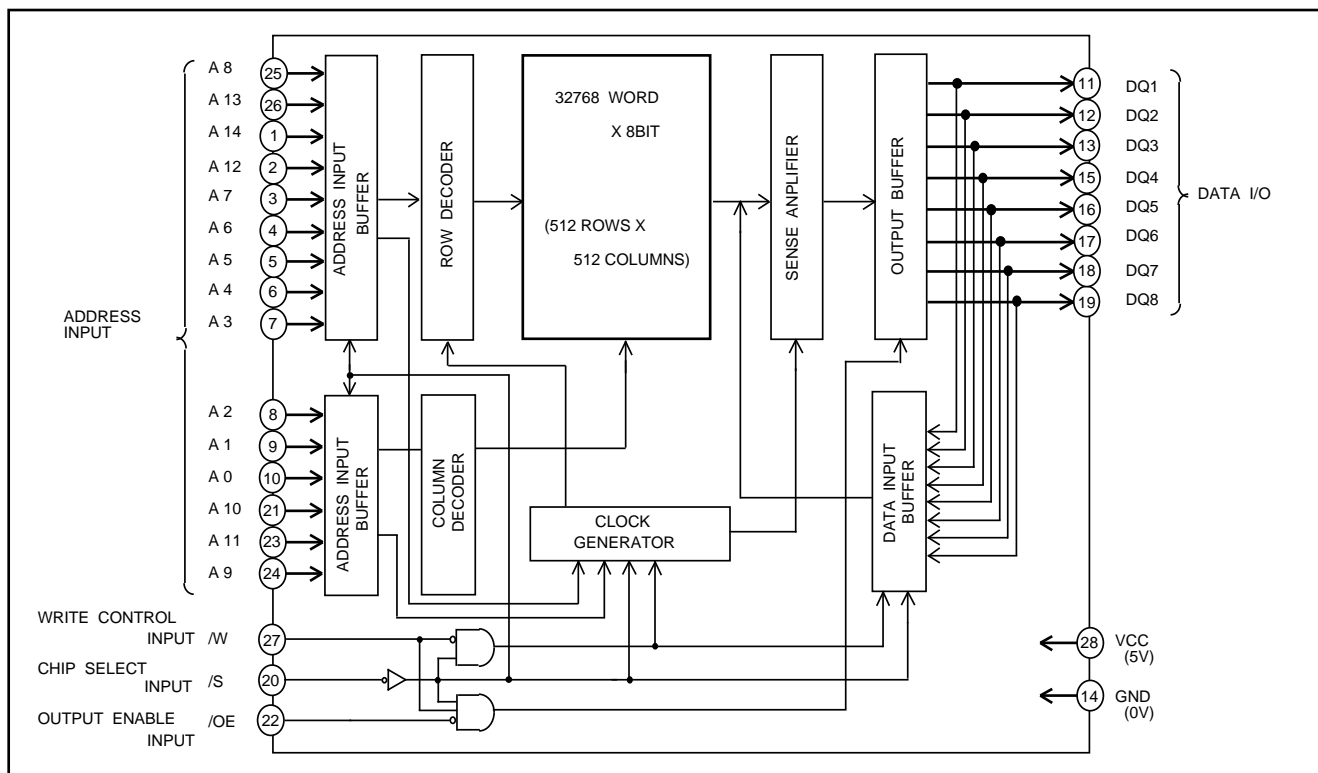 ADDRESS
INPUT
A 8
25
A 13
26
A 14
1
A 12
2
A 7
3
A 6
4
A 5
5
A 4
6
A 3
7
A 2
8
A 1
9
A 0
10
A 10
21
A 11
23
A 9
24
WRITE CONTROL
INPUT /W
27
CHIP SELECT
INPUT /S
20
OUTPUT ENABLE /OE
INPUT
22
ADDRESS INPUT
BUFFER
ROW DECODER
32768 WORD
X 8BIT
(512 ROWS X
512 COLUMNS)
SENSE ANPLIFIER
OUTPUT BUFFER
ADDRESS INPUT
BUFFER
COLUMN
DECODER
CLOCK
GENERATOR
DATA INPUT
BUFFER
11
DQ1
12
DQ2
13
DQ3
15
DQ4
16
DQ5
17
DQ6
18
DQ7
19
DQ8
DATA I/O
28
VCC
(5V)
14
GND
(0V)